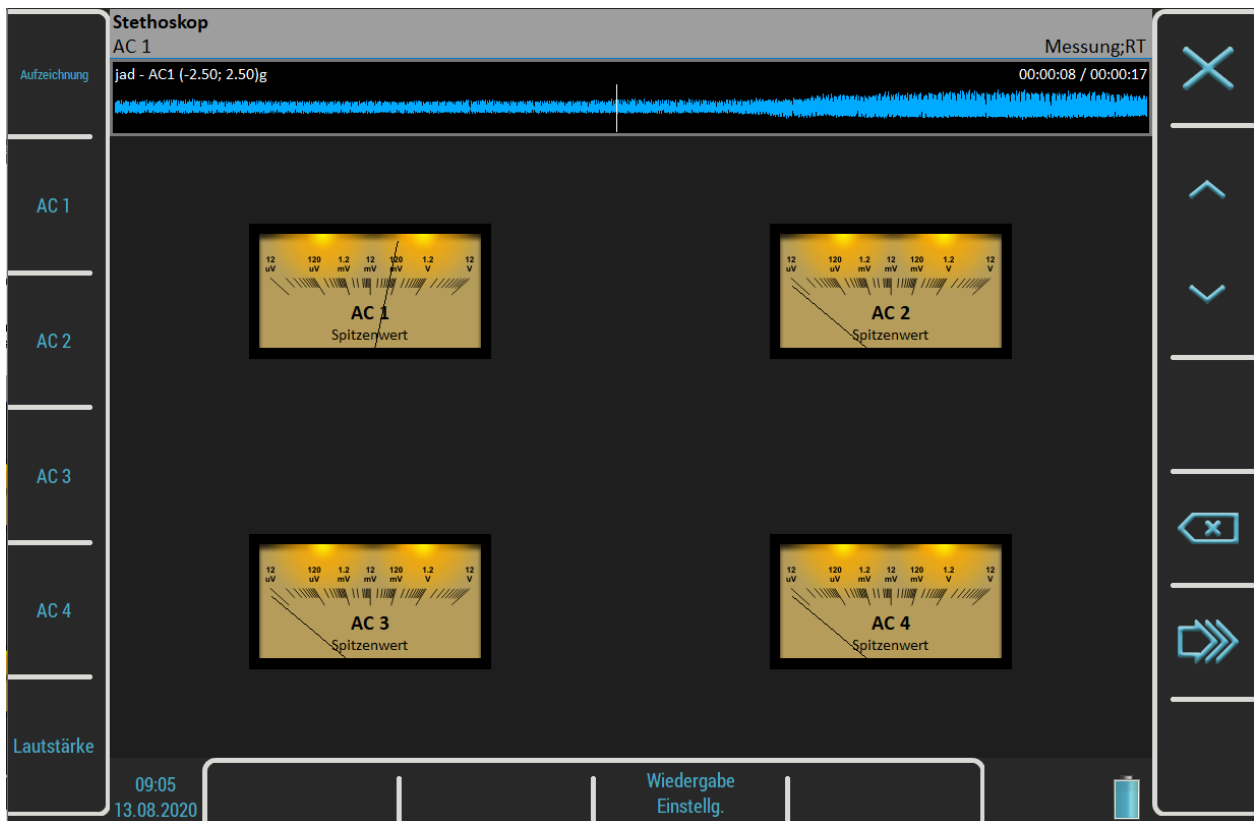 Stethoskop
AC 1
Messung;RT
Aufzeichnung
jad - AC1 (-2.50; 2.50)g
00:00:08 / 00:00:17
AC 1
AC 2
AC 3
AC 4
Lautstärke
12 120 1.2 12 120 1.2 12
uV uV mV mV mV V V
AC 1
Spitzenwert
12 120 1.2 12 120 1.2 12
uV uV mV mV mV V V
AC 2
Spitzenwert
12 120 1.2 12 120 1.2 12
uV uV mV mV mV V V
AC 3
Spitzenwert
12 120 1.2 12 120 1.2 12
uV uV mV mV mV V V
AC 4
Spitzenwert
09:05
13.08.2020
Wiedergabe
Einstellg.